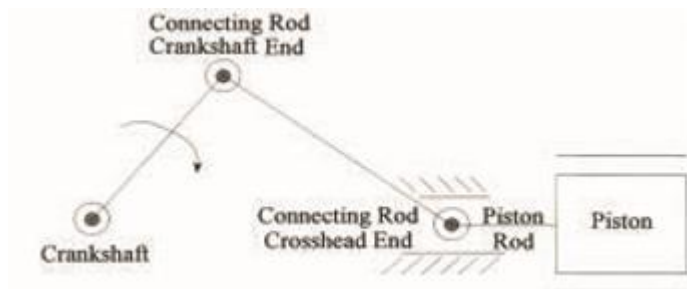 Connecting Rod
Crankshaft End
Crankshaft
Connecting Rod
Crosshead End
Piston
Rod
Piston